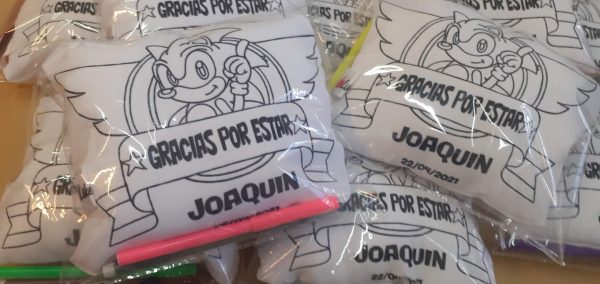 GRACIAS POR ESTAR
GRACIAS POR ESTAR
JOAQUIN
GRACIAS POR ESTAR
JOAQUIN
22/04/2021
GRACIAS
GRACIAS POR ESTAR
JOAQUIN